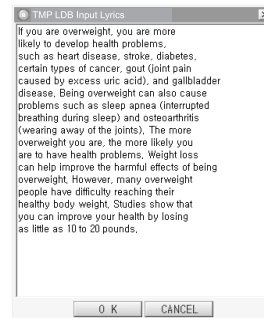 TMP LDB Input Lyrics
If you are overweight, you are more
likely to develop health problems,
such as heart disease, stroke, diabetes,
certain types of cancer, gout (joint pain
caused by excess uric acid), and gallbladder
disease, Being overweight can also cause
problems such as sleep apnea (interrupted
breathing during sleep) and osteoarthritis
(wearing away of the joints), The more
overweight you are, the more likely you
are to have health problems, Weight loss
can help improve the harmful effects of being
overweight, However, many overweight
people have difficulty reaching their
healthy body weight, Studies show that
you can improve your health by losing
as little as 10 to 20 pounds,
O K CANCEL